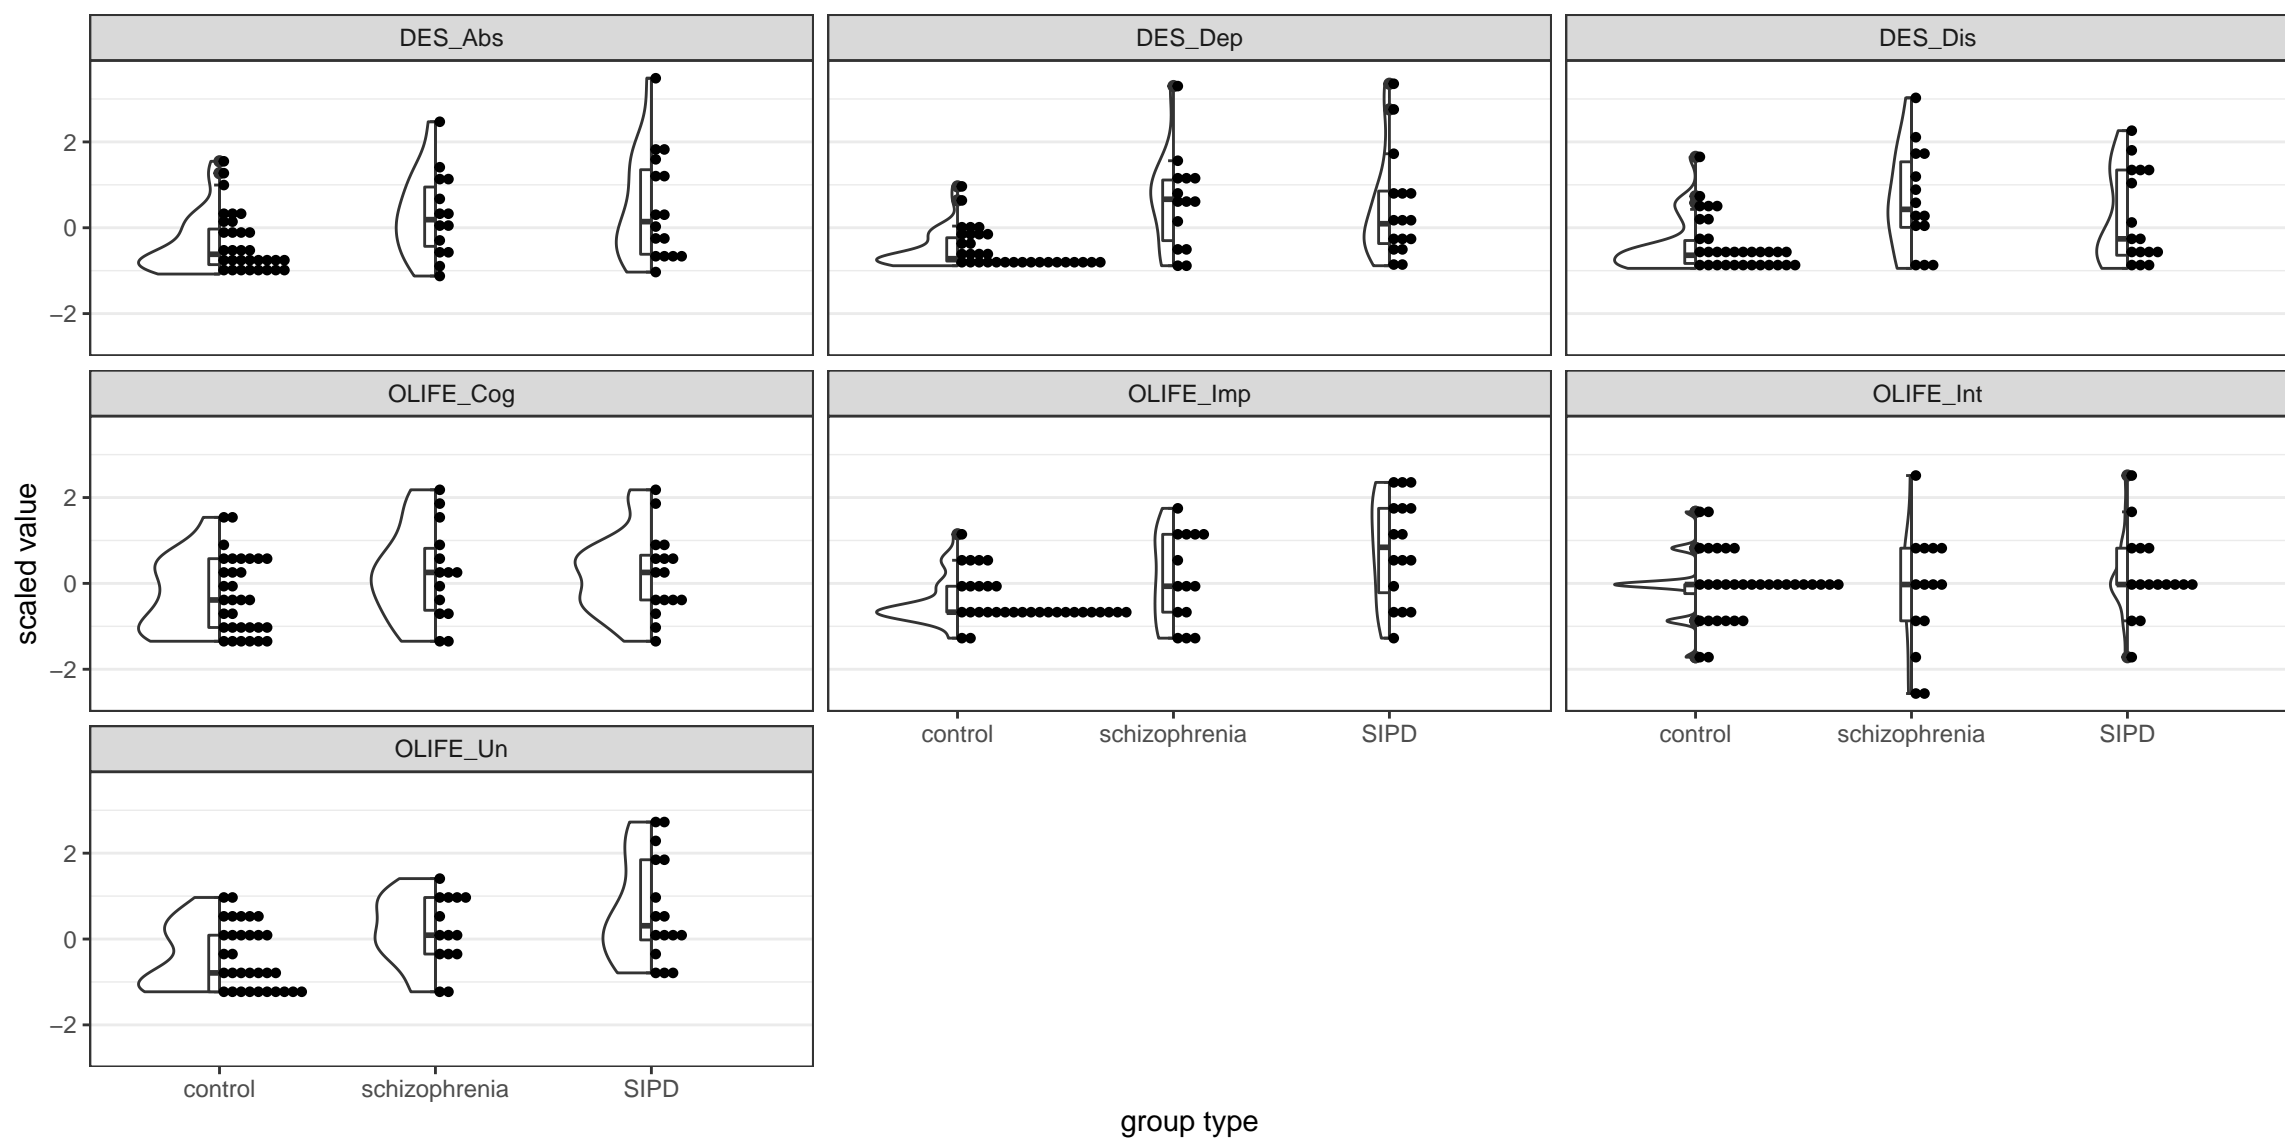 DES_Abs
DES_Dep
DES_Dis
2
0
−2
OLIFE_Cog
OLIFE_Imp
OLIFE_Int
scaled value
2
0
−2
control
schizophrenia
SIPD
control
schizophrenia
SIPD
OLIFE_Un
2
0
−2
control
schizophrenia
SIPD
group type